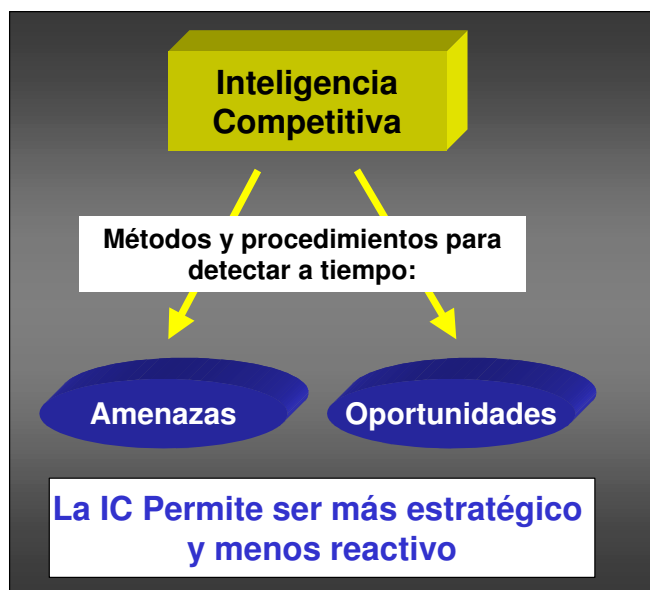 Inteligencia
Competitiva
Métodos y procedimientos para
detectar a tiempo:
Amenazas
Oportunidades
La IC Permite ser más estratégico
y menos reactivo